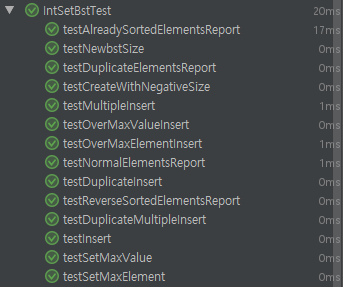 IntSetBstTest 20ms
testAlreadySortedElementsReport 17ms
testNewbstSize 0ms
testDuplicateElementsReport 0ms
testCreateWithNegativeSize 0ms
testMultipleInsert 1ms
testOverMaxValueInsert 0ms
testOverMaxElementInsert 1ms
testNormalElementsReport 1ms
testDuplicateInsert 0ms
testReverseSortedElementsReport 0ms
testDuplicateMultipleInsert 0ms
testInsert 0ms
testSetMaxValue 0ms
testSetMaxElement 0ms